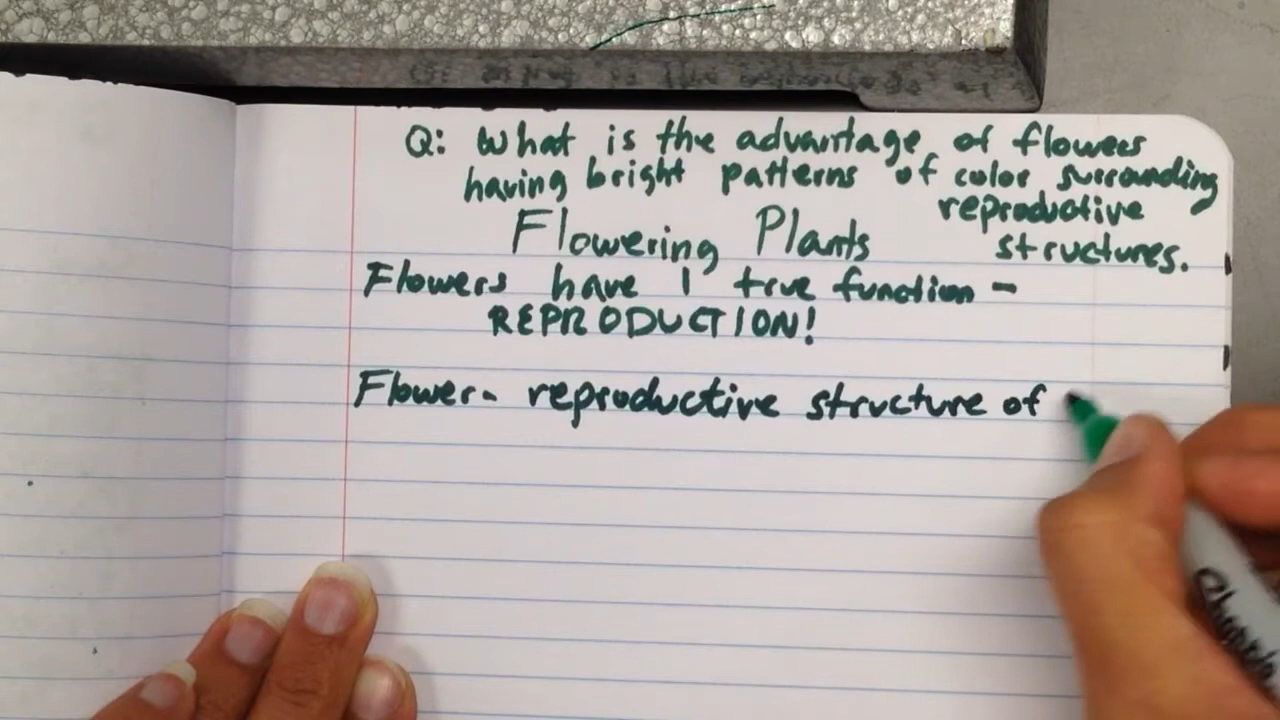 Q: What is the advantage of flowers
having bright patterns of color surrounding
reproductive
structures.
Flowering Plants
Flowers have 1 true function -
REPRODUCTION!
Flower- reproductive structure of